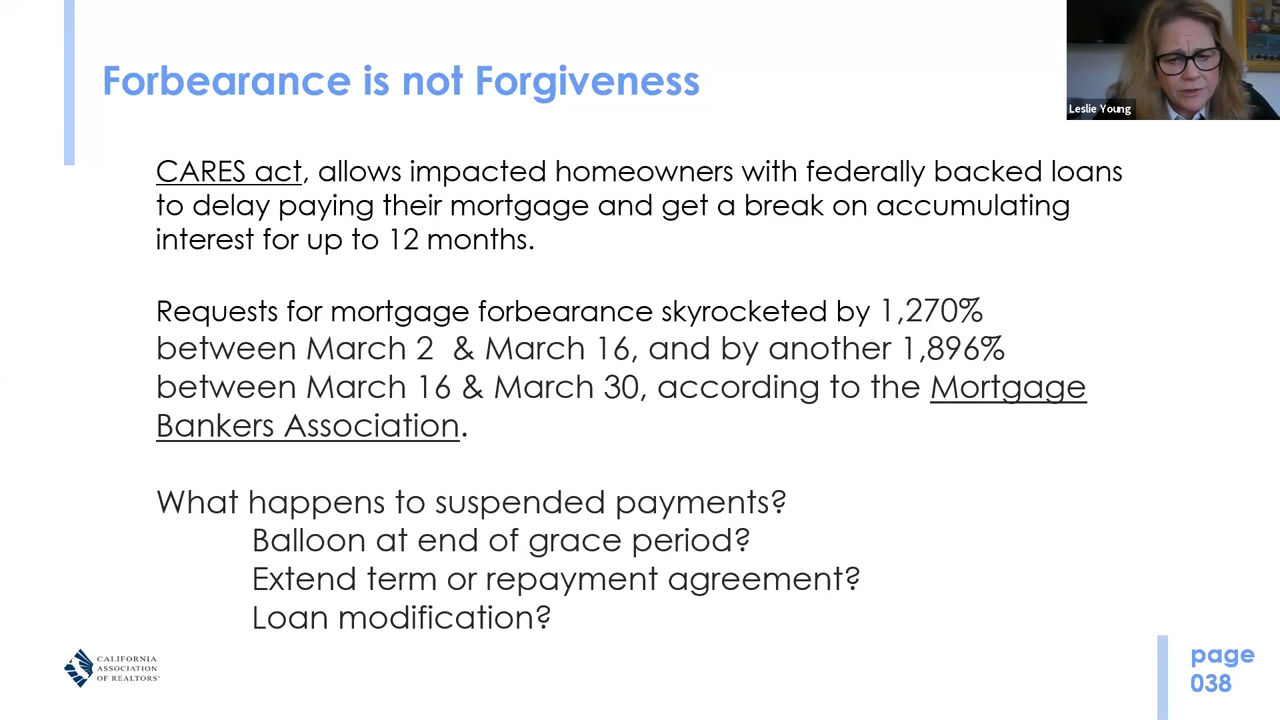 Forbearance is not Forgiveness
Leslie Young
CARES act, allows impacted homeowners with federally backed loans
to delay paying their mortgage and get a break on accumulating
interest for up to 12 months.
Requests for mortgage forbearance skyrocketed by 1,270%
between March 2 & March 16, and by another 1,896%
between March 16 & March 30, according to the Mortgage
Bankers Association.
What happens to suspended payments?
Balloon at end of grace period?
Extend term or repayment agreement?
Loan modification?
CALIFORNIA
ASSOCIATION
OF REALTORS®
page
038